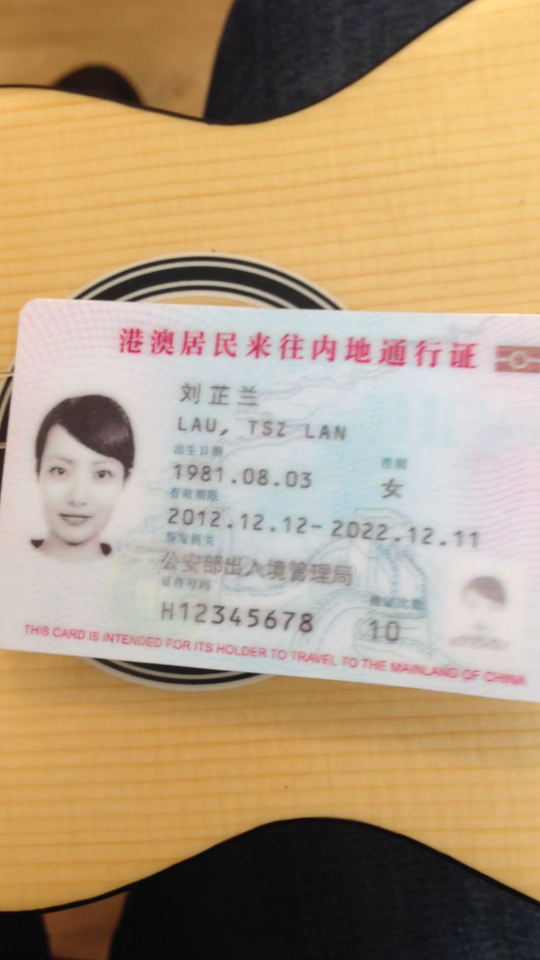 港澳居民来往内地通行证
刘芷兰
LAU, TSZ LAN
出生日期 性别
1981.08.03 女
有效期限
2012.12.12-2022.12.11
签发机关
公安部出入境管理局
证件号码 换证次数
H12345678 10
THIS CARD IS INTENDED FOR ITS HOLDER TO TRAVEL TO THE MAINLAND OF CHINA